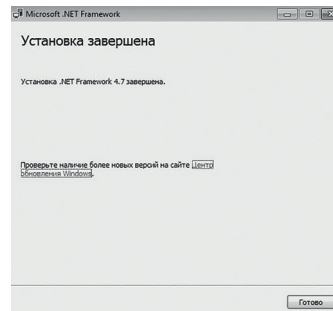 Microsoft .NET Framework
Установка завершена
Установка .NET Framework 4.7 завершена.
Проверьте наличие более новых версий на сайте Центр
обновления Windows.
Готово